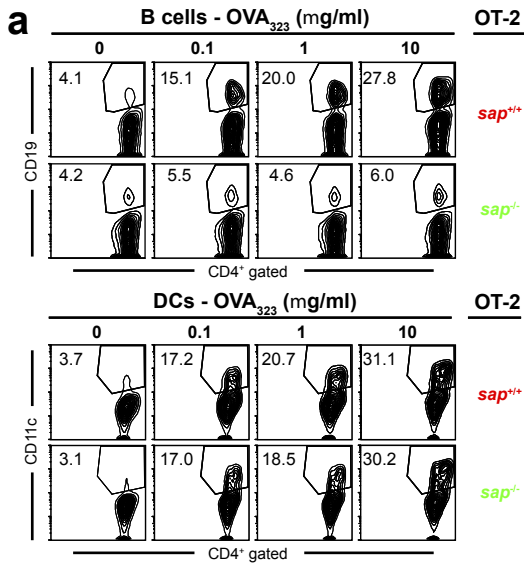 a
B cells - OVA323 (mg/ml)
OT-2
0 0.1 1 10
4.1 15.1 20.0 27.8
sap+/+
CD19
4.2 5.5 4.6 6.0
sap-/-
CD4+ gated
DCs - OVA323 (mg/ml)
OT-2
0 0.1 1 10
3.7 17.2 20.7 31.1
sap+/+
CD11c
3.1 17.0 18.5 30.2
sap-/-
CD4+ gated